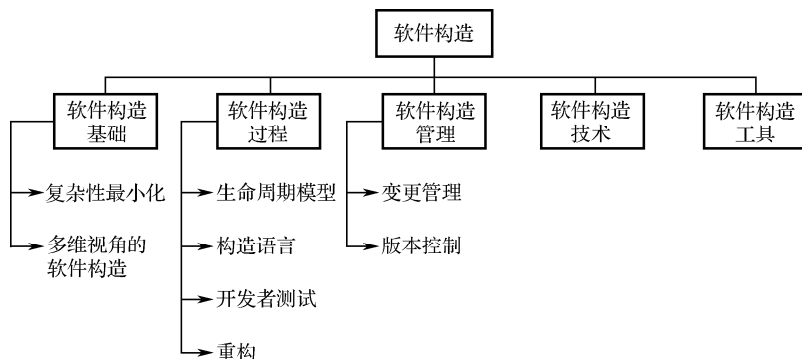 软件构造
软件构造
基础
软件构造
过程
软件构造
管理
软件构造
技术
软件构造
工具
复杂性最小化
多维视角的
软件构造
生命周期模型
构造语言
开发者测试
重构
变更管理
版本控制